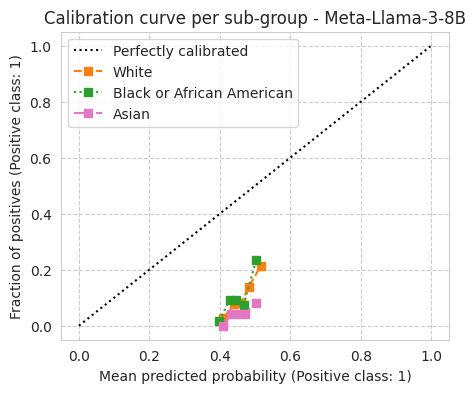 Calibration curve per sub-group - Meta-Llama-3-8B
Perfectly calibrated
White
Black or African American
Asian
Fraction of positives (Positive class: 1)
1.0
0.8
0.6
0.4
0.2
0.0
0.0 0.2 0.4 0.6 0.8 1.0
Mean predicted probability (Positive class: 1)